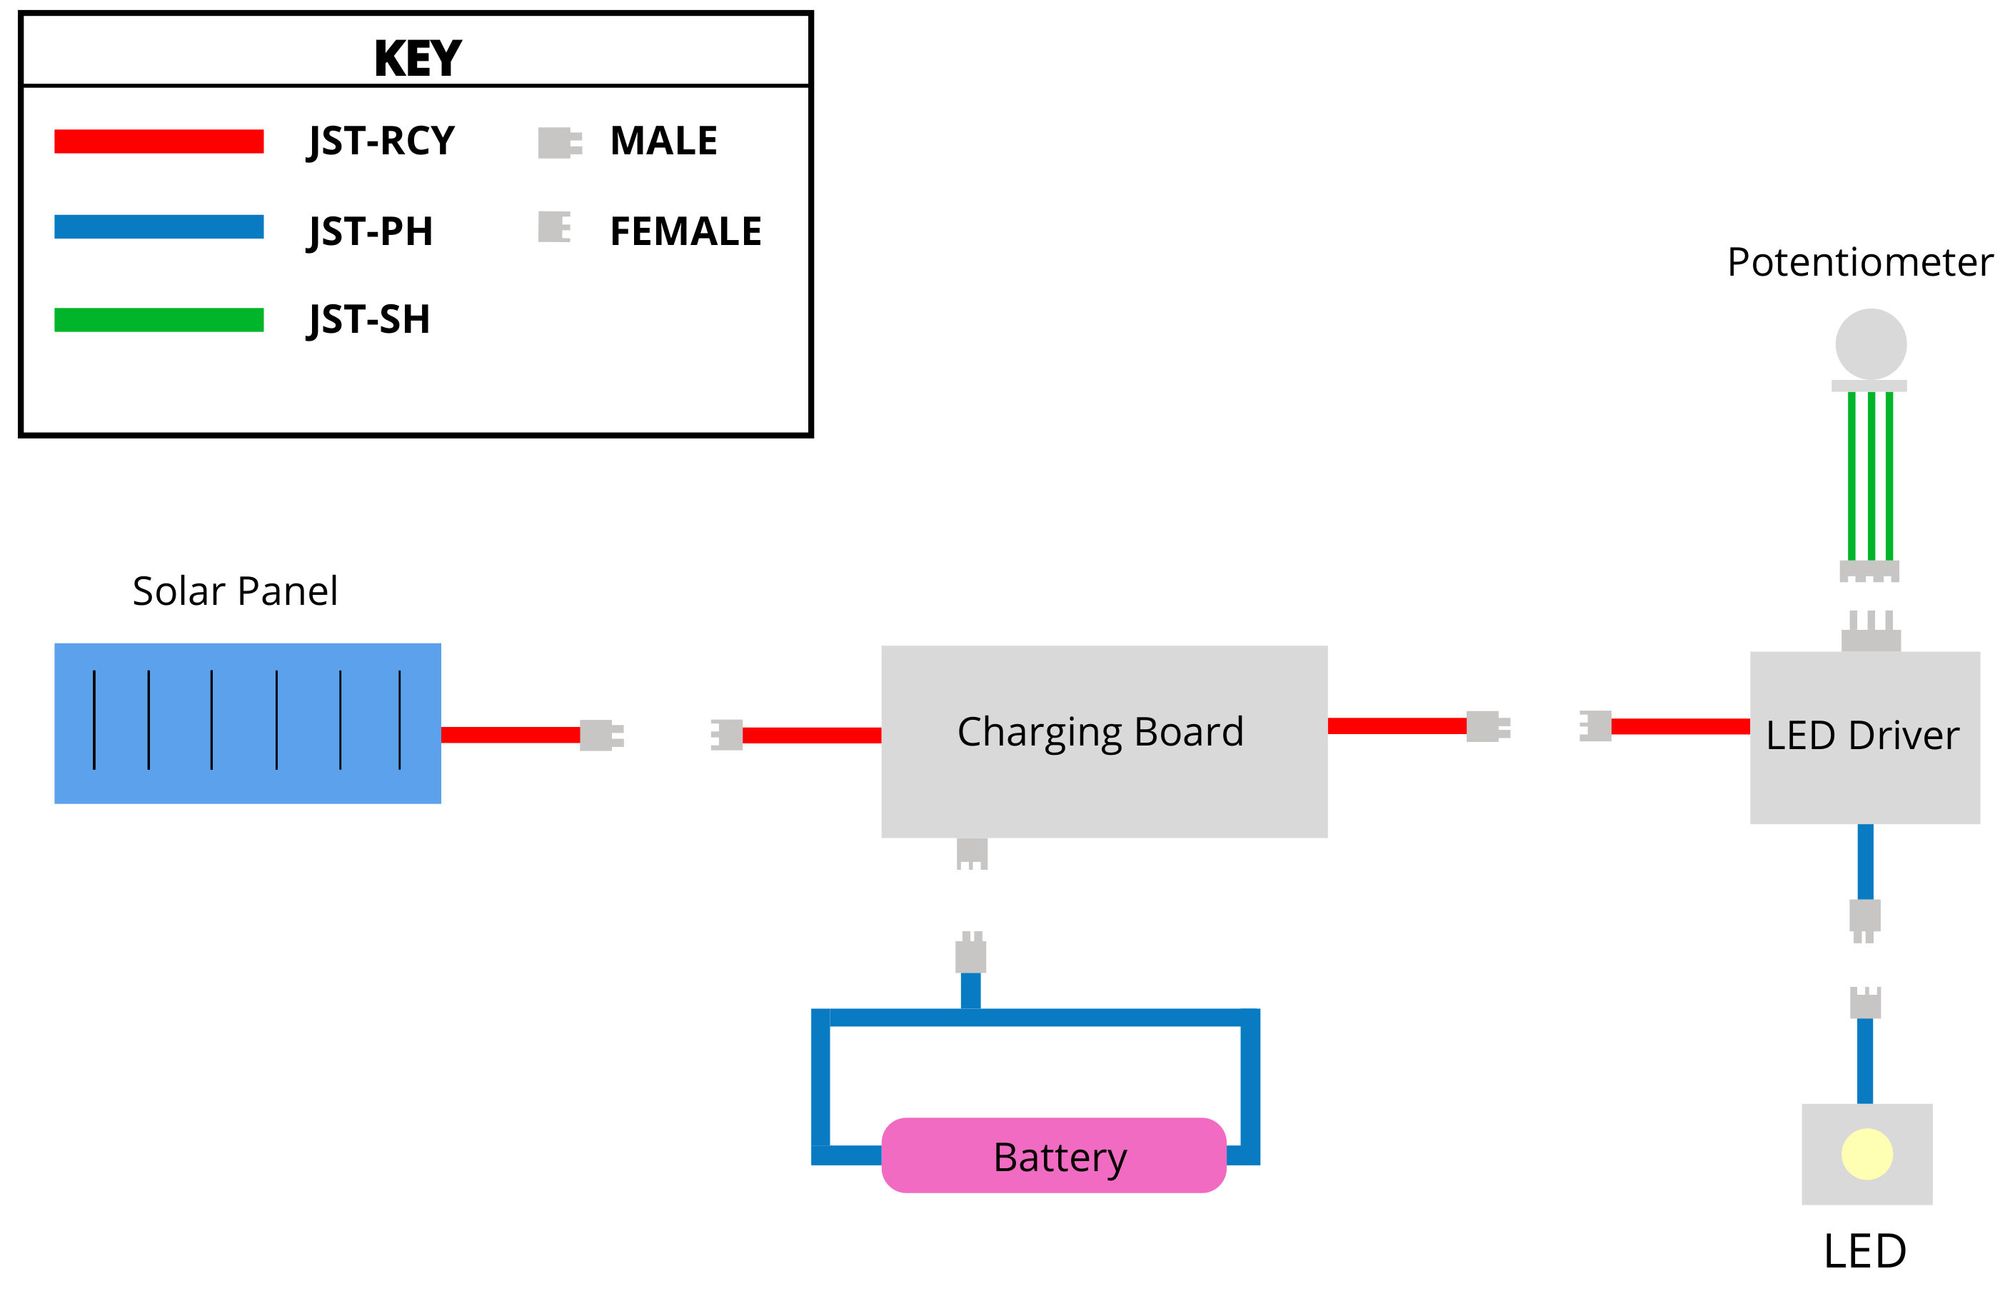 KEY
JST-RCY
MALE
JST-PH
FEMALE
JST-SH
Potentiometer
Solar Panel
Charging Board
LED Driver
Battery
LED